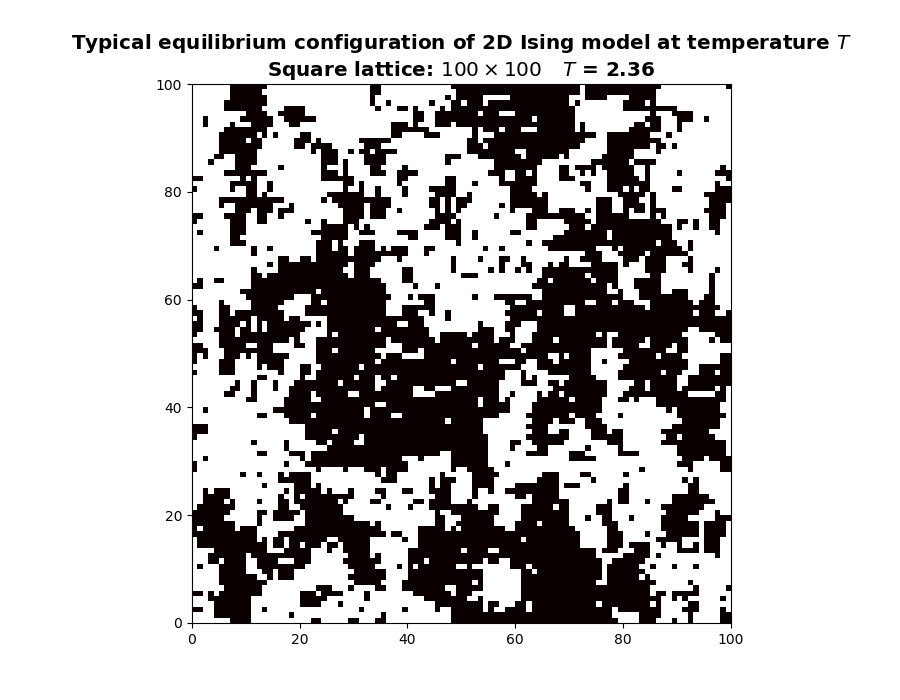 Typical equilibrium configuration of 2D Ising model at temperature T
Square lattice: 100 × 100 T = 2.36
100
80
60
40
20
0
0 20 40 60 80 100